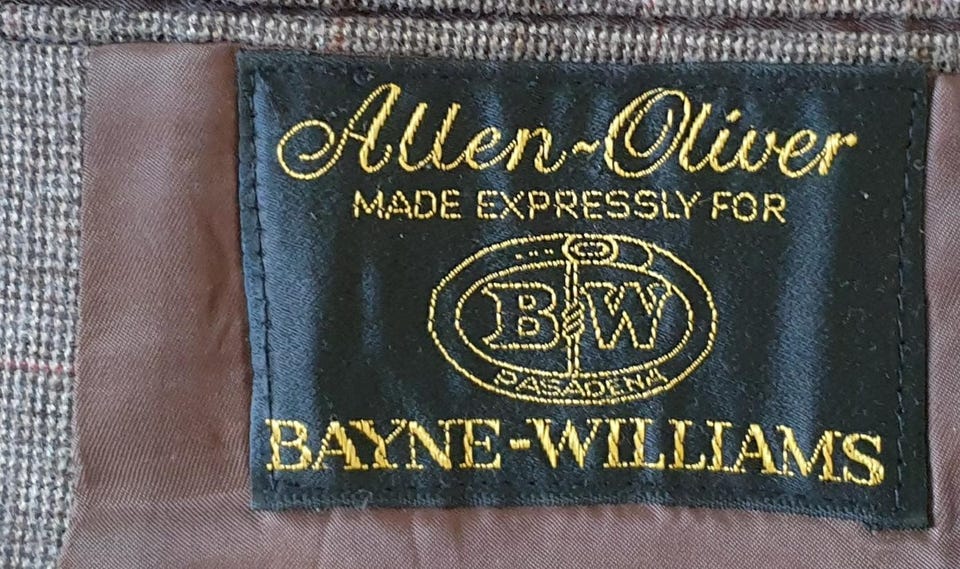 Allen~Oliver
MADE EXPRESSLY FOR
BW
PASADENA
BAYNE-WILLIAMS